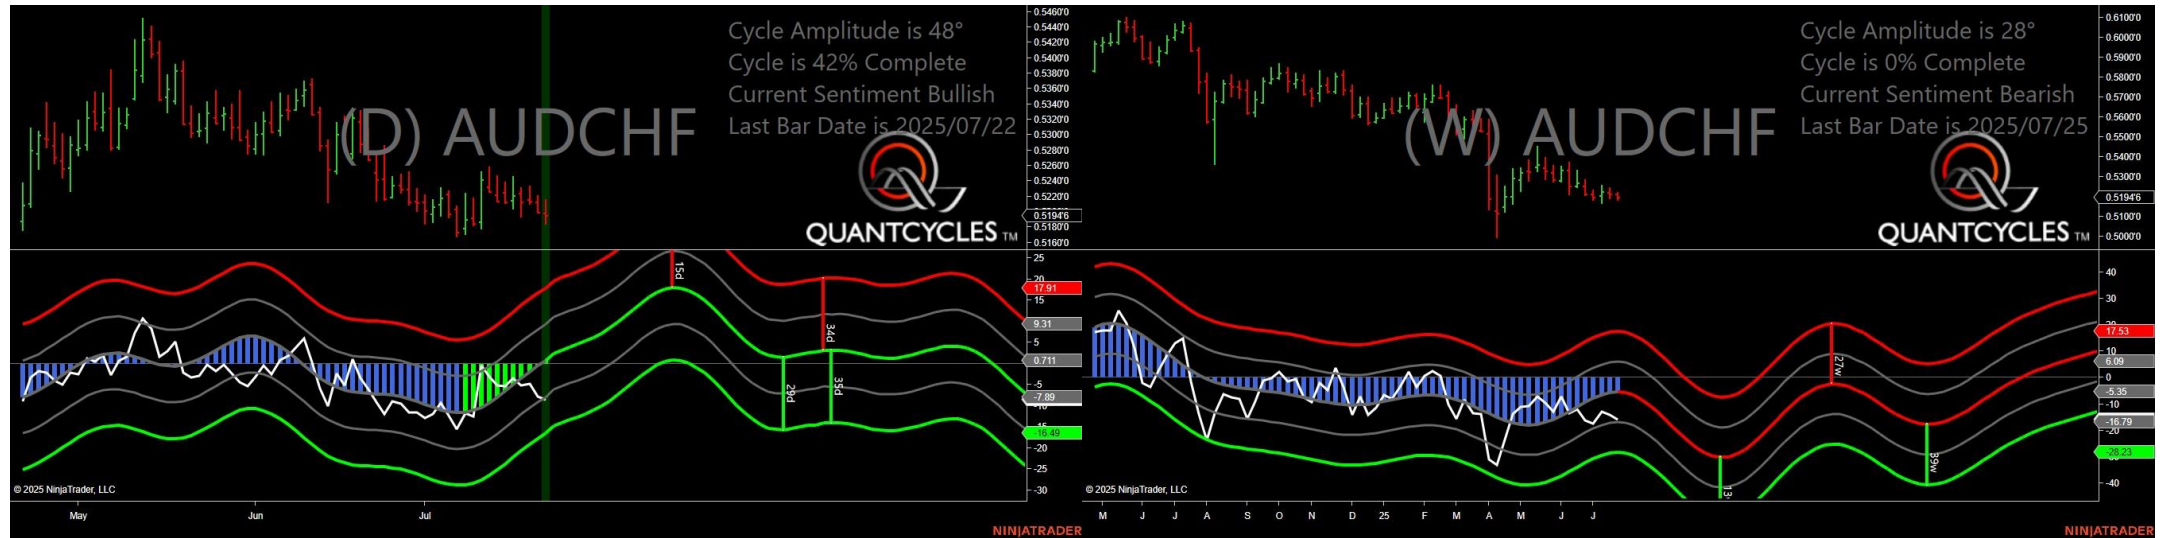 Cycle Amplitude is 48°
Cycle is 42% Complete
Current Sentiment Bullish
Last Bar Date is 2025/07/22
(D) AUDCHF
QUANTCYCLES TM
0.5460'0
0.5440'0
0.5420'0
0.5400'0
0.5380'0
0.5360'0
0.5340'0
0.5320'0
0.5300'0
0.5280'0
0.5260'0
0.5240'0
0.5220'0
0.5194'6
0.5180'0
0.5160'0
25
20
17.91
15
9.31
5
0.711
-5
-7.89
-16.49
-20
-25
-30
15d
34d
29d
35d
© 2025 NinjaTrader, LLC
May Jun Jul
NINJATRADER
Cycle Amplitude is 28°
Cycle is 0% Complete
Current Sentiment Bearish
Last Bar Date is 2025/07/25
(W) AUDCHF
QUANTCYCLES TM
0.6100'0
0.6000'0
0.5900'0
0.5800'0
0.5700'0
0.5600'0
0.5500'0
0.5400'0
0.5300'0
0.5194'6
0.5100'0
0.5000'0
40
30
17.53
10
6.09
0
-5.35
-10
-16.79
-28.23
-40
27w
39w
© 2025 NinjaTrader, LLC
M J J A S O N D 25 F M A M J J
NINJATRADER